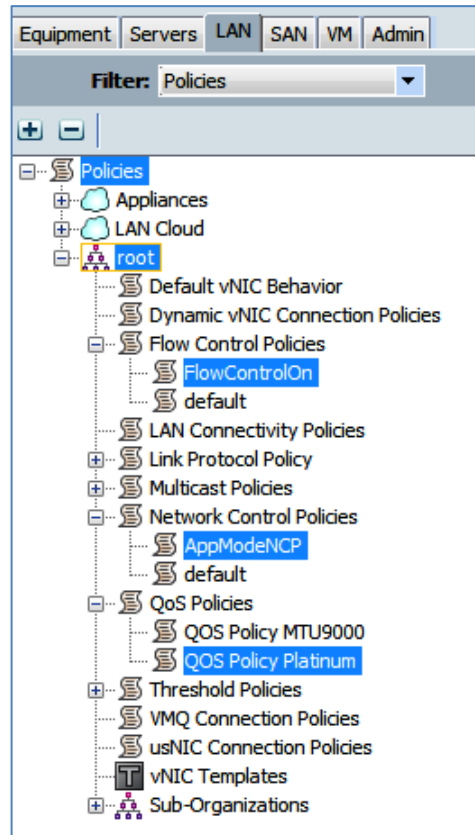 Equipment Servers LAN SAN VM Admin
Filter: Policies
Policies
Appliances
LAN Cloud
root
Default vNIC Behavior
Dynamic vNIC Connection Policies
Flow Control Policies
FlowControlOn
default
LAN Connectivity Policies
Link Protocol Policy
Multicast Policies
Network Control Policies
AppModeNCP
default
QoS Policies
QOS Policy MTU9000
QOS Policy Platinum
Threshold Policies
VMQ Connection Policies
usNIC Connection Policies
T vNIC Templates
Sub-Organizations